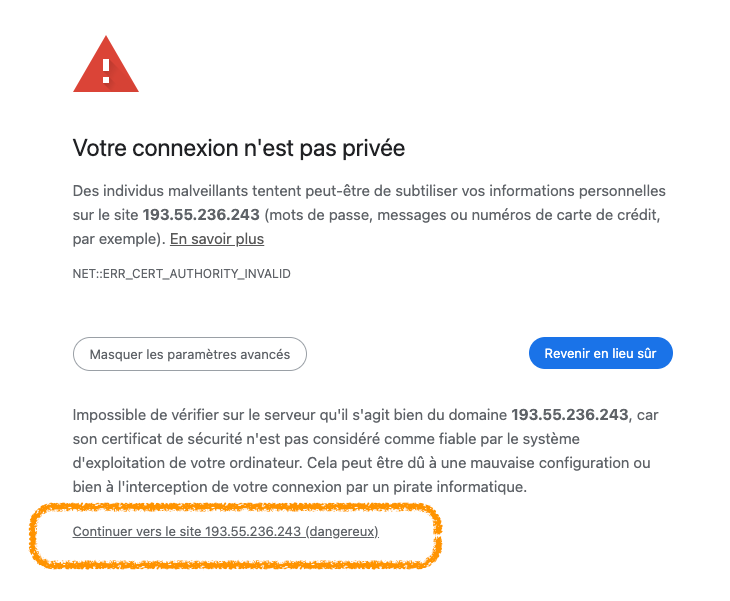 Votre connexion n'est pas privée
Des individus malveillants tentent peut-être de subtiliser vos informations personnelles
sur le site 193.55.236.243 (mots de passe, messages ou numéros de carte de crédit,
par exemple). En savoir plus
NET::ERR_CERT_AUTHORITY_INVALID
Masquer les paramètres avancés
Revenir en lieu sûr
Impossible de vérifier sur le serveur qu'il s'agit bien du domaine 193.55.236.243, car
son certificat de sécurité n'est pas considéré comme fiable par le système
d'exploitation de votre ordinateur. Cela peut être dû à une mauvaise configuration ou
bien à l'interception de votre connexion par un pirate informatique.
Continuer vers le site 193.55.236.243 (dangereux)